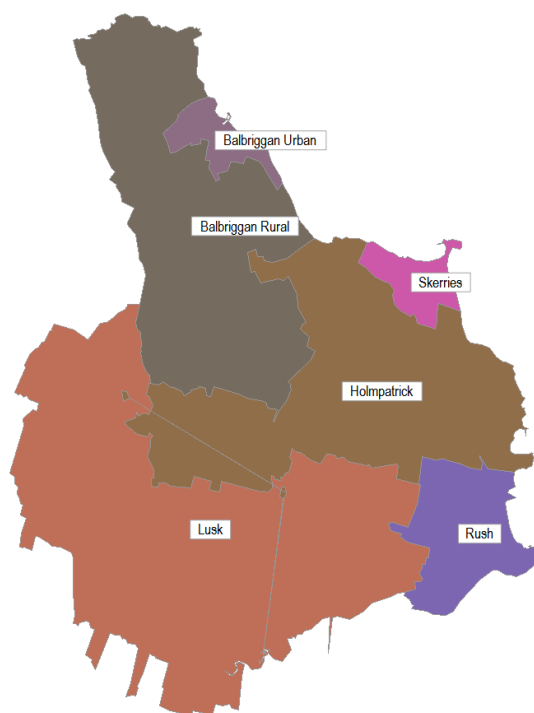 Balbriggan Urban
Balbriggan Rural
Skerries
Holmpatrick
Lusk
Rush